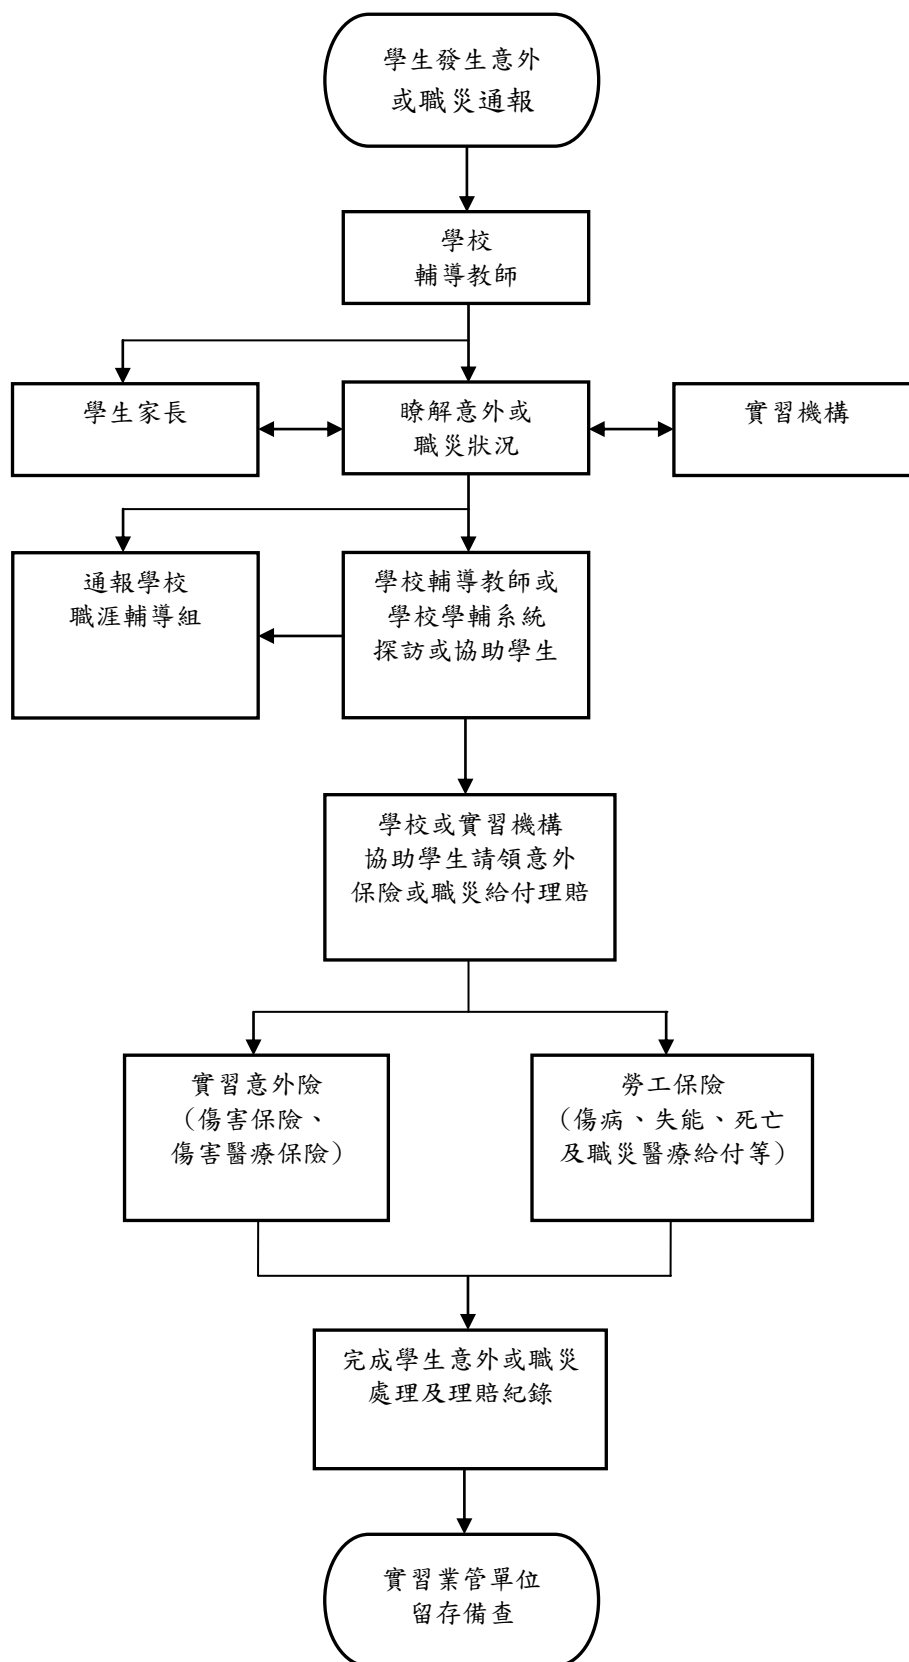 學生發生意外
或職災通報
學校
輔導教師
學生家長
瞭解意外或
職災狀況
實習機構
通報學校
職涯輔導組
學校輔導教師或
學校學輔系統
探訪或協助學生
學校或實習機構
協助學生請領意外
保險或職災給付理賠
實習意外險
（傷害保險、
傷害醫療保險）
勞工保險
（傷病、失能、死亡
及職災醫療給付等）
完成學生意外或職災
處理及理賠紀錄
實習業管單位
留存備查